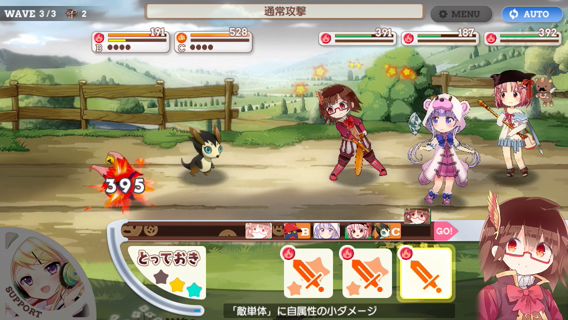 WAVE 3/3 2
通常攻撃
MENU
AUTO
191
B
528
C
391
187
392
395
B
C
GO!
とっておき
SUPPORT
「敵単体」に自属性の小ダメージ